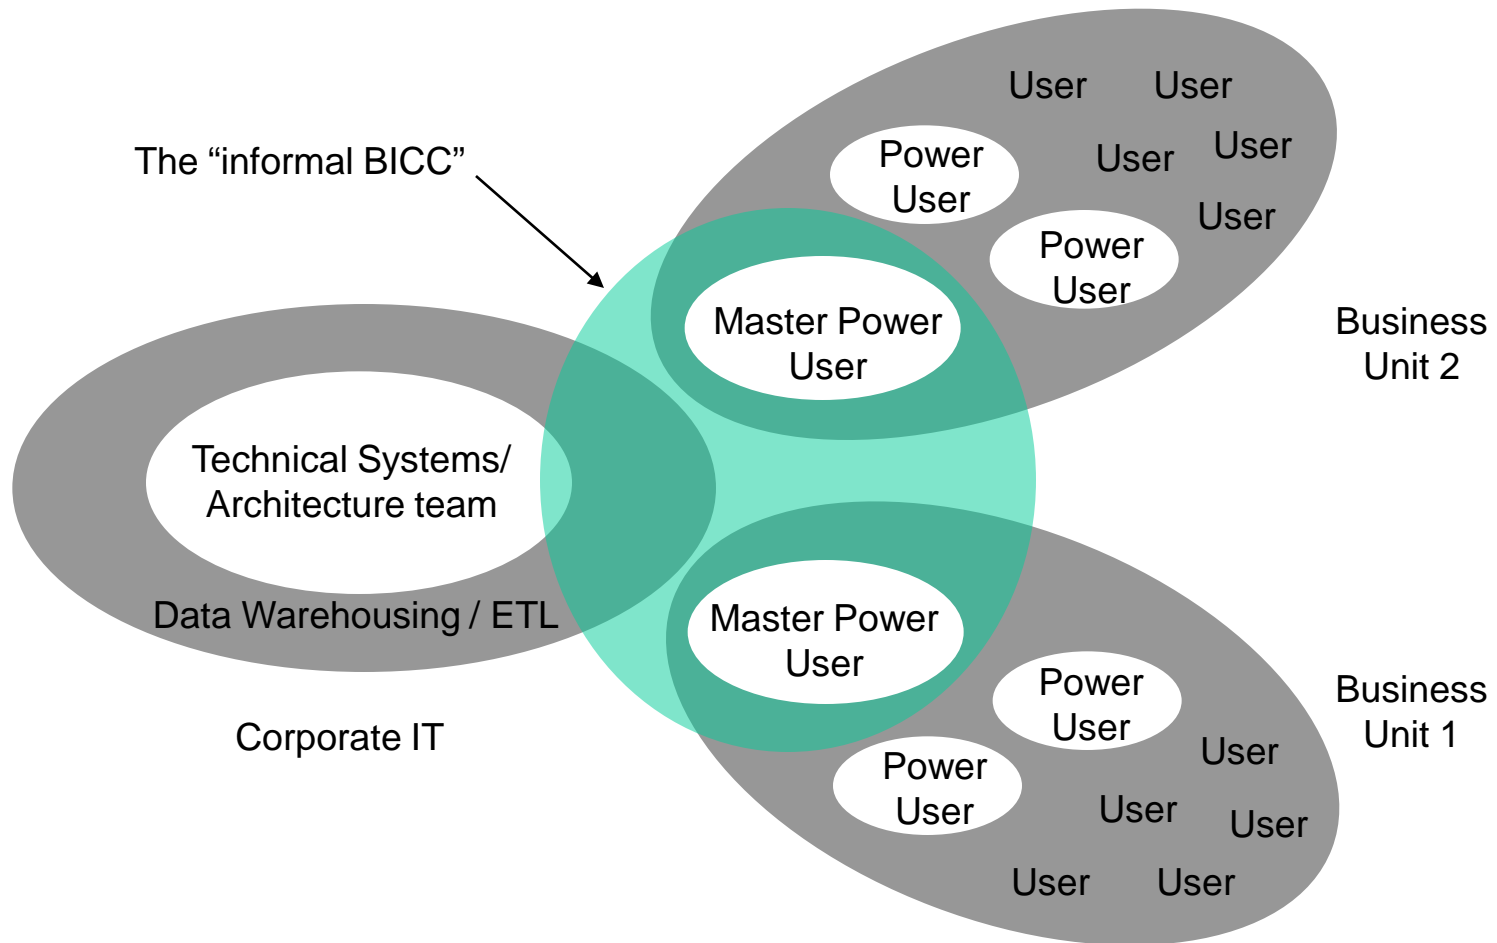 User
User
Power
User
User
User
The “informal BICC”
User
Power
User
Master Power
User
Business
Unit 2
Technical Systems/
Architecture team
Data Warehousing / ETL
Corporate IT
Master Power
User
Power
User
Business
Unit 1
Power
User
User
User
User
User
User